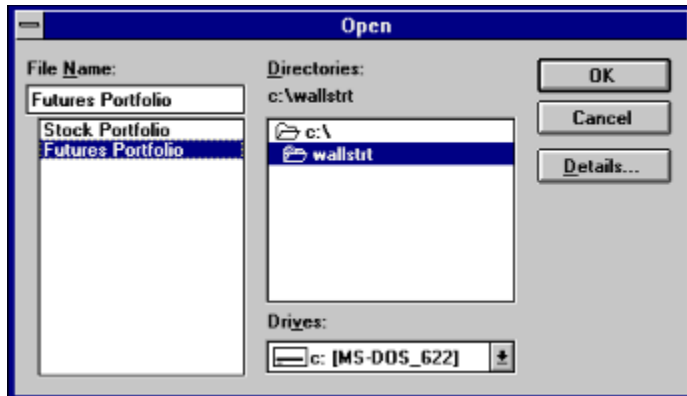 Open
File Name:
Futures Portfolio
Stock Portfolio
Futures Portfolio
Directories:
c:\wallstrt
c:\
wallstrt
Drives:
c: [MS-DOS_622]
OK
Cancel
Details...